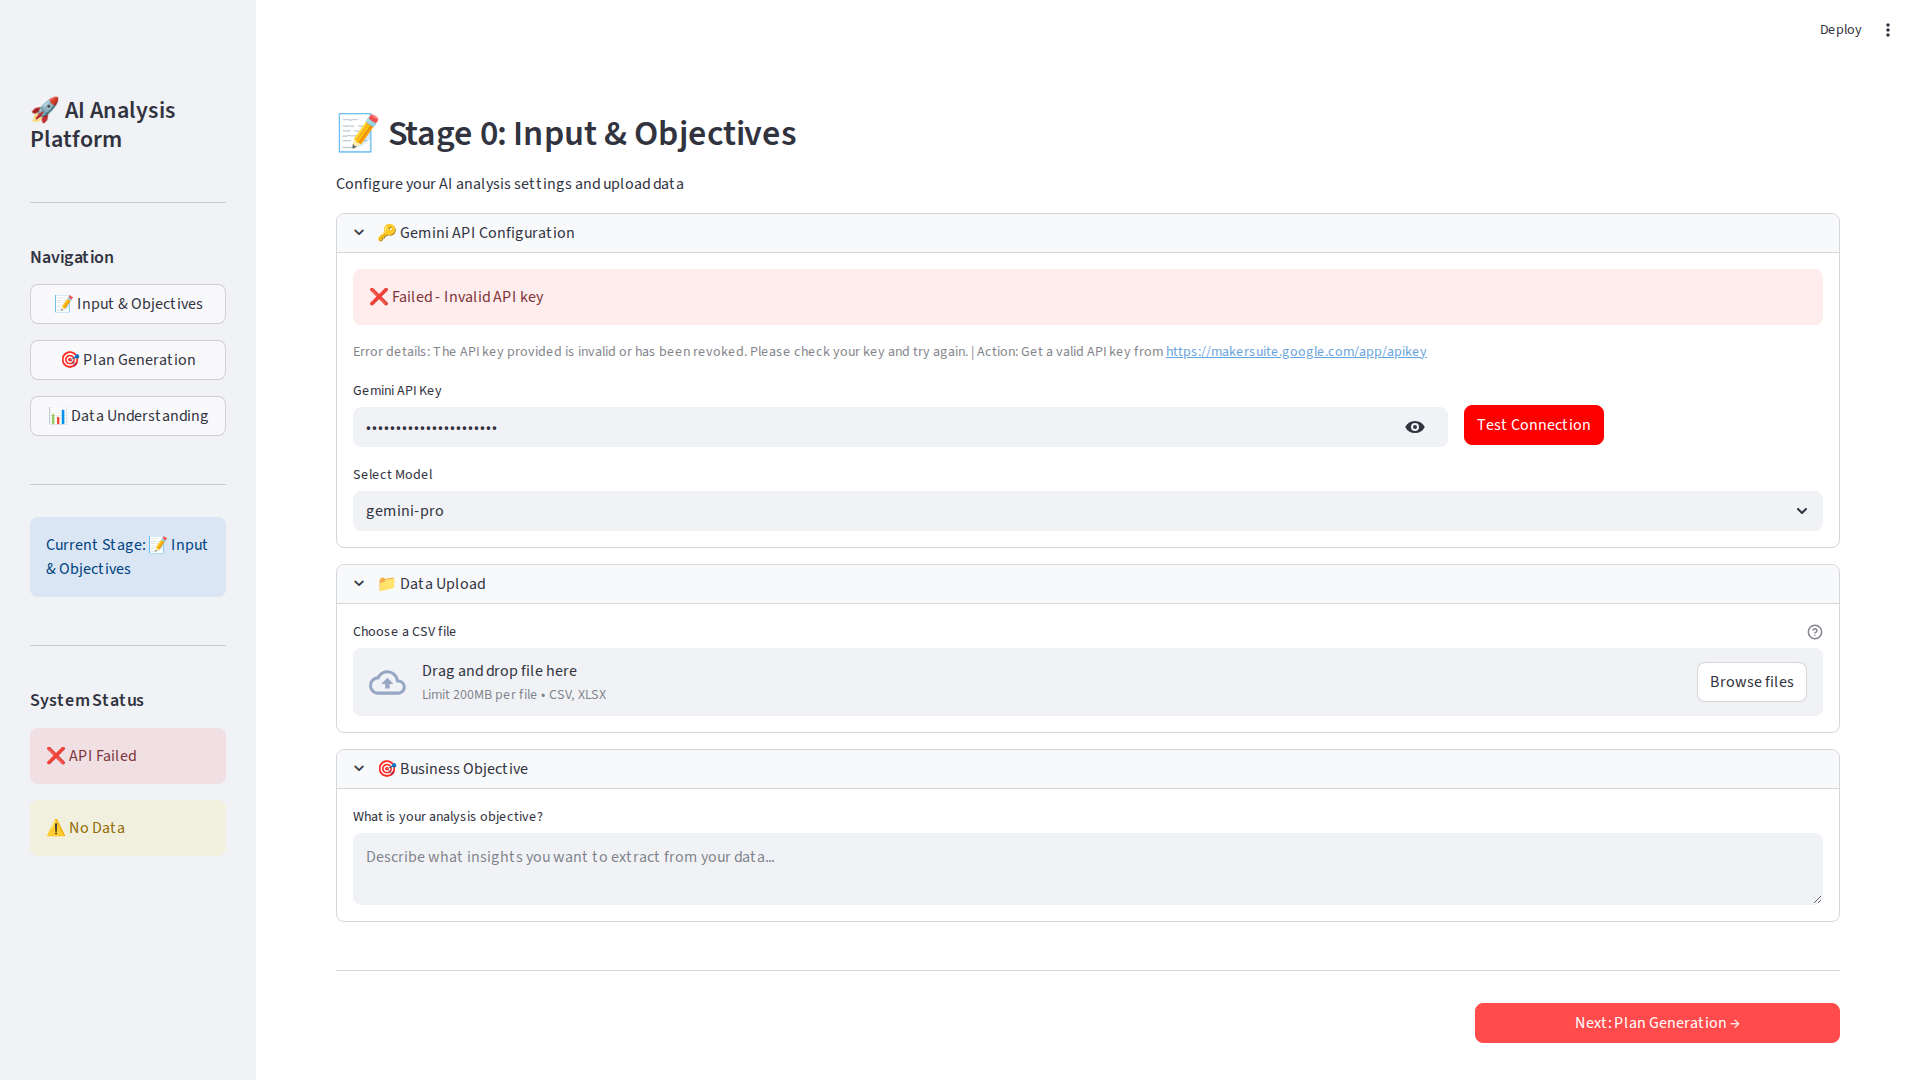 Deploy
🚀 AI Analysis
Platform
Navigation
📝 Input & Objectives
🎯 Plan Generation
📊 Data Understanding
Current Stage: 📝 Input
& Objectives
System Status
❌ API Failed
⚠️ No Data
📝 Stage 0: Input & Objectives
Configure your AI analysis settings and upload data
🔑 Gemini API Configuration
❌ Failed - Invalid API key
Error details: The API key provided is invalid or has been revoked. Please check your key and try again. | Action: Get a valid API key from https://makersuite.google.com/app/apikey
Gemini API Key
••••••••••••••••••••••
Test Connection
Select Model
gemini-pro
📁 Data Upload
Choose a CSV file
Drag and drop file here
Limit 200MB per file • CSV, XLSX
Browse files
🎯 Business Objective
What is your analysis objective?
Describe what insights you want to extract from your data...
Next: Plan Generation →